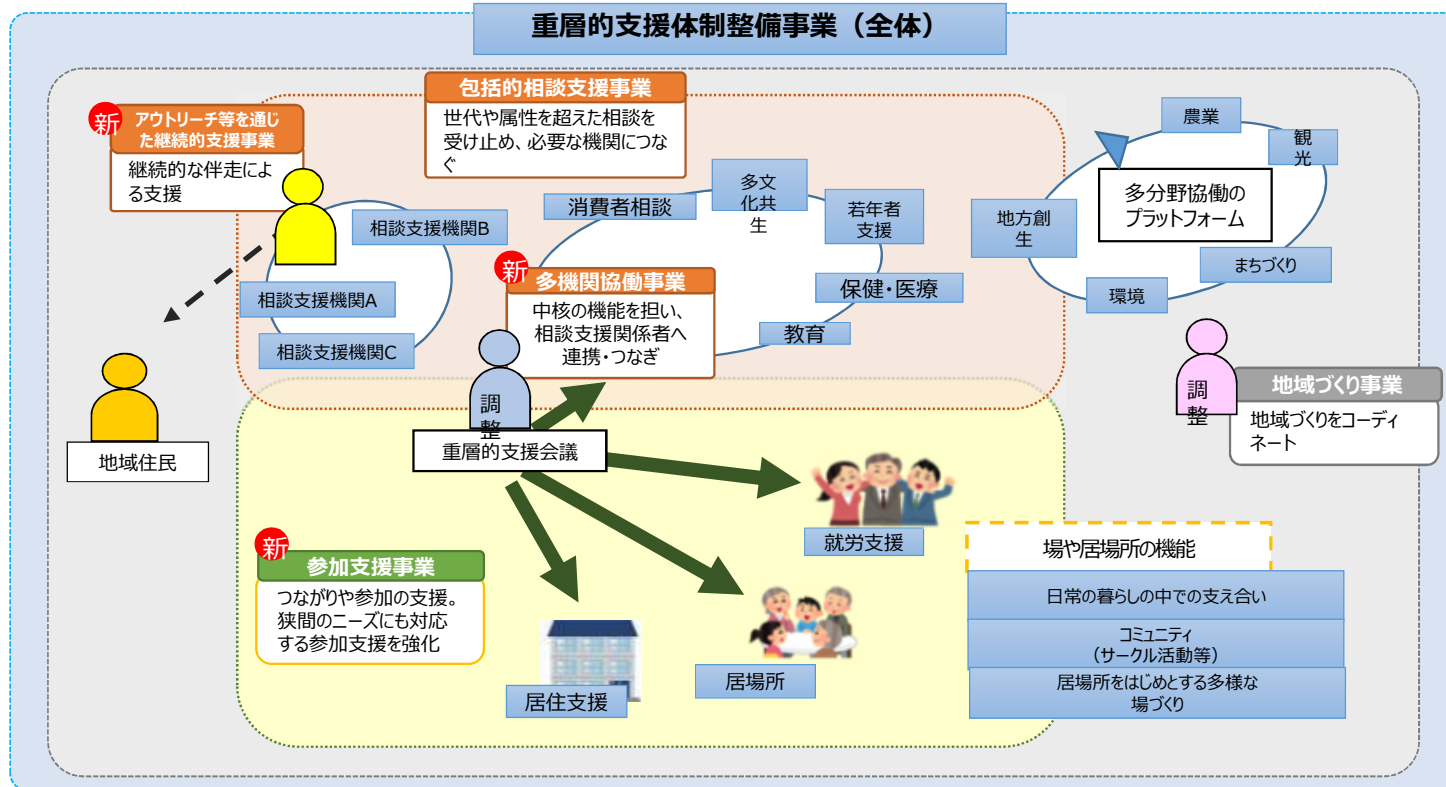 重層的支援体制整備事業（全体）
新
アウトリーチ等を通じ
た継続的支援事業
継続的な伴走によ
る支援
包括的相談支援事業
世代や属性を超えた相談を
受け止め、必要な機関につな
ぐ
相談支援機関B
相談支援機関A
相談支援機関C
消費者相談
多文
化共
生
若年者
支援
保健・医療
教育
新
多機関協働事業
中核の機能を担い、
相談支援関係者へ
連携・つなぎ
農業
観
光
多分野協働の
プラットフォーム
地方創
生
まちづくり
環境
調
整
重層的支援会議
地域住民
調
整
地域づくり事業
地域づくりをコーディ
ネート
新
参加支援事業
つながりや参加の支援。
狭間のニーズにも対応
する参加支援を強化
就労支援
居場所
居住支援
場や居場所の機能
日常の暮らしの中での支え合い
コミュニティ
（サークル活動等）
居場所をはじめとする多様な
場づくり